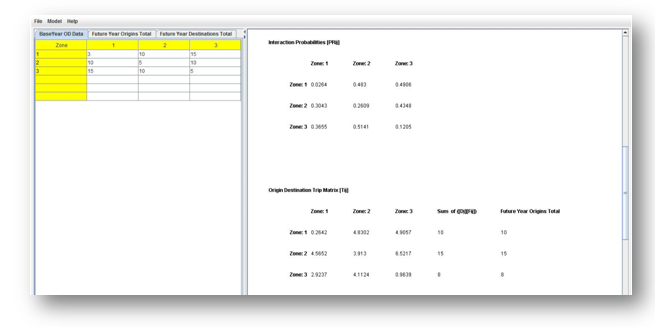 File Model Help
BaseYear OD Data Future Year Origins Total Future Year Destinations Total
Zone 1 2 3
1 3 10 15
2 10 5 10
3 15 10 5
Interaction Probabilities [PRij]
Zone: 1 Zone: 2 Zone: 3
Zone: 1 0.0264 0.483 0.4906
Zone: 2 0.3043 0.2609 0.4348
Zone: 3 0.3655 0.5141 0.1205
Origin Destination Trip Matrix [Tij]
Zone: 1 Zone: 2 Zone: 3 Sum of ([Dj][Fij]) Future Year Origins Total
Zone: 1 0.2642 4.8302 4.9057 10 10
Zone: 2 4.5652 3.913 6.5217 15 15
Zone: 3 2.9237 4.1124 0.9639 8 8